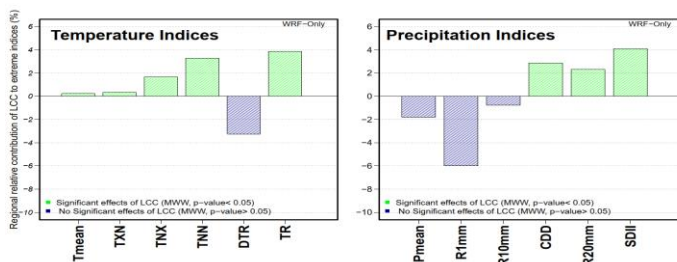 Regional relative contribution of LCC to extreme indices (%)
WRF-Only
Temperature Indices
6
4
2
0
-2
-4
-6
-8
-10
Significant effects of LCC (MWW, p-value< 0.05)
No Significant effects of LCC (MWW, p-value> 0.05)
Tmean
TXN
TNX
TNN
DTR
TR
WRF-Only
Precipitation Indices
6
4
2
0
-2
-4
-6
-8
-10
Significant effects of LCC (MWW, p-value< 0.05)
No Significant effects of LCC (MWW, p-value> 0.05)
Pmean
R1mm
R10mm
CDD
R20mm
SDII